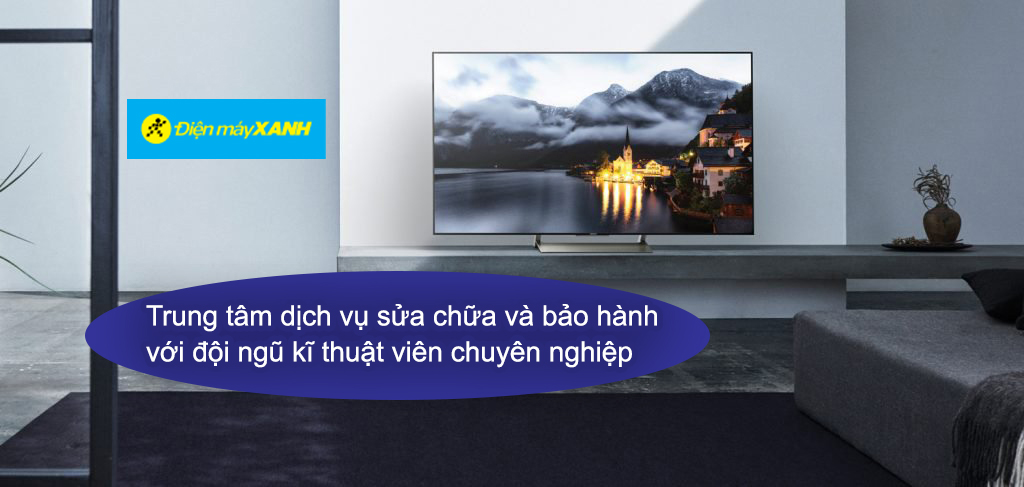 Điện máyXANH
Trung tâm dịch vụ sửa chữa và bảo hành
với đội ngũ kĩ thuật viên chuyên nghiệp